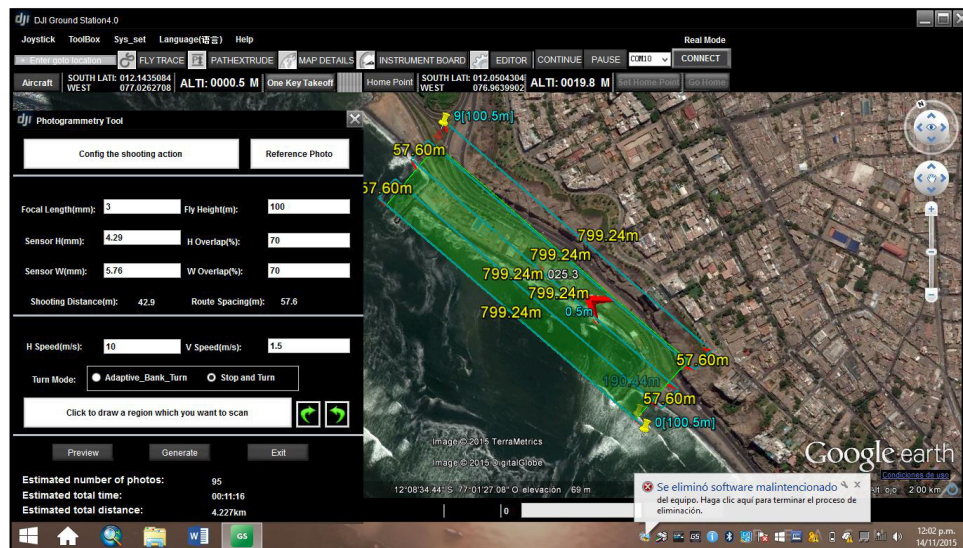 dji DJI Ground Station4.0
Joystick ToolBox Sys_set Language(语言) Help
Real Mode
Enter goto location FLY TRACE PATHEXTRUDE MAP DETAILS INSTRUMENT BOARD EDITOR CONTINUE PAUSE COM10 CONNECT
Aircraft SOUTH LATI: 012.1435084 ALTI: 0000.5 M One Key Takeoff Home Point SOUTH LATI: 012.0504304 ALTI: 0019.8 M Set Home Point Go Home
WEST 077.0262708 WEST 076.9639902
dji Photogrammetry Tool
Config the shooting action Reference Photo
Focal Length(mm): 3 Fly Height(m): 100
Sensor H(mm): 4.29 H Overlap(%): 70
Sensor W(mm): 5.76 W Overlap(%): 70
Shooting Distance(m): 42.9 Route Spacing(m): 57.6
H Speed(m/s): 10 V Speed(m/s): 1.5
Turn Mode: Adaptive_Bank_Turn Stop and Turn
Click to draw a region which you want to scan
Preview Generate Exit
Estimated number of photos: 95
Estimated total time: 00:11:16
Estimated total distance: 4.227km
N
9[100.5m]
57.60m
57.60m
799.24m
799.24m
799.24m 025.3
799.24m
799.24m 0.5m
57.60m
190.44m
57.60m
0[100.5m]
Image © 2015 TerraMetrics
Image © 2015 DigitalGlobe
Google earth
Condiciones de uso
12°08'34.44" S 77°01'27.08" O elevación 69 m
Alt. ojo 2.00 km
0
Se eliminó software malintencionado
del equipo. Haga clic aquí para terminar el proceso de
eliminación.
GS
12:02 p.m.
14/11/2015